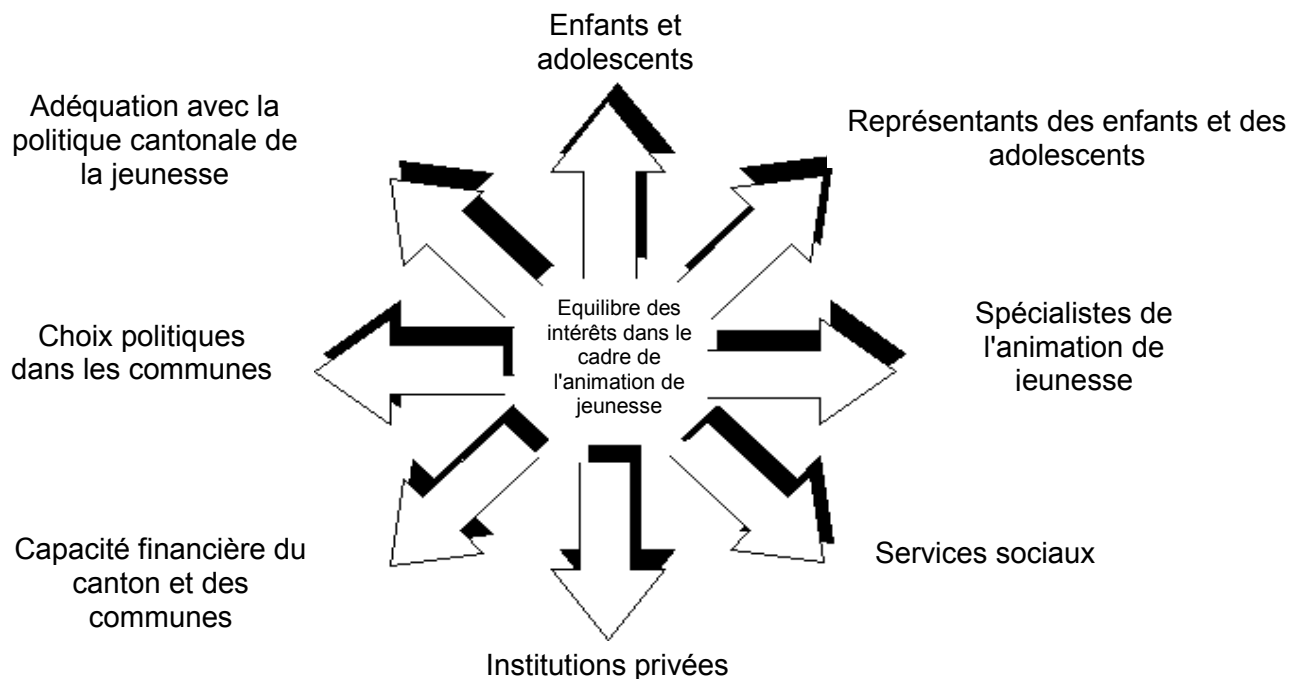 Enfants et
adolescents
Adéquation avec la
politique cantonale de
la jeunesse
Représentants des enfants et des
adolescents
Equilibre des
intérêts dans le
cadre de
l'animation de
jeunesse
Choix politiques
dans les communes
Spécialistes de
l'animation de
ieunesse
Capacité financière du
canton et des
communes
Services sociaux
Institutions privées